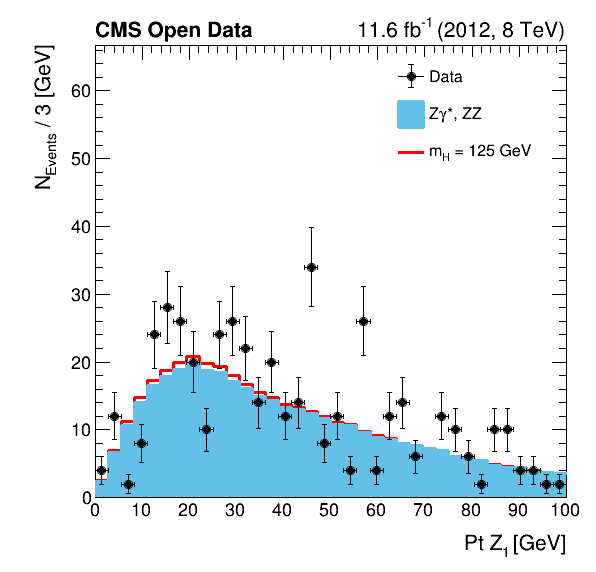 CMS Open Data
11.6 fb⁻¹ (2012, 8 TeV)
N_Events / 3 [GeV]
Data
Zγ*, ZZ
m_H = 125 GeV
60
50
40
30
20
10
0
0 10 20 30 40 50 60 70 80 90 100
Pt Z_1 [GeV]